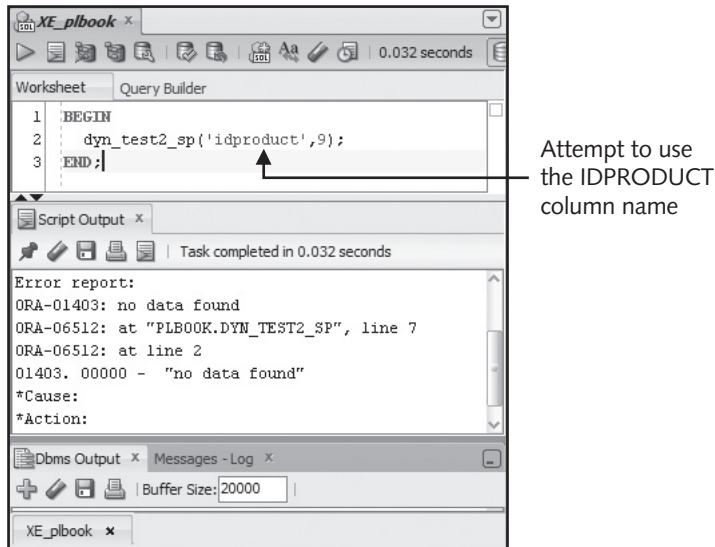 XE_plbook
0.032 seconds
Worksheet Query Builder
1 BEGIN
2 dyn_test2_sp('idproduct',9);
3 END;
Attempt to use
the IDPRODUCT
column name
Script Output x
Task completed in 0.032 seconds
Error report:
ORA-01403: no data found
ORA-06512: at "PLBOOK.DYN_TEST2_SP", line 7
ORA-06512: at line 2
01403. 00000 - "no data found"
*Cause:
*Action:
Dbms Output x Messages - Log x
Buffer Size: 20000
XE_plbook x